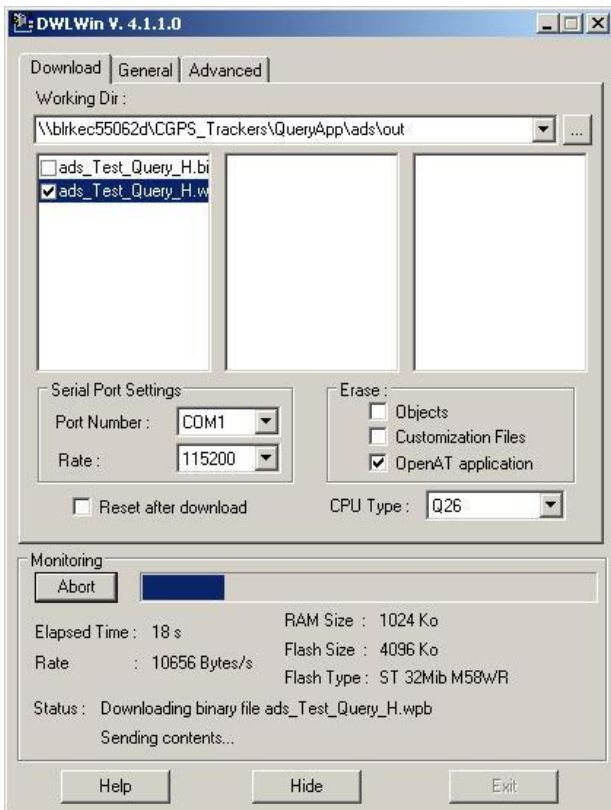 DWLWin V. 4.1.1.0
Download General Advanced
Working Dir :
\\blrkec55062d\CGPS_Trackers\QueryApp\ads\out ...
ads_Test_Query_H.bi
ads_Test_Query_H.w
Serial Port Settings
Port Number : COM1
Rate : 115200
Erase :
Objects
Customization Files
OpenAT application
Reset after download
CPU Type : Q26
Monitoring
Abort
Elapsed Time : 18 s
Rate : 10656 Bytes/s
RAM Size : 1024 Ko
Flash Size : 4096 Ko
Flash Type : ST 32Mib M58WR
Status : Downloading binary file ads_Test_Query_H.wpb
Sending contents...
Help Hide Exit